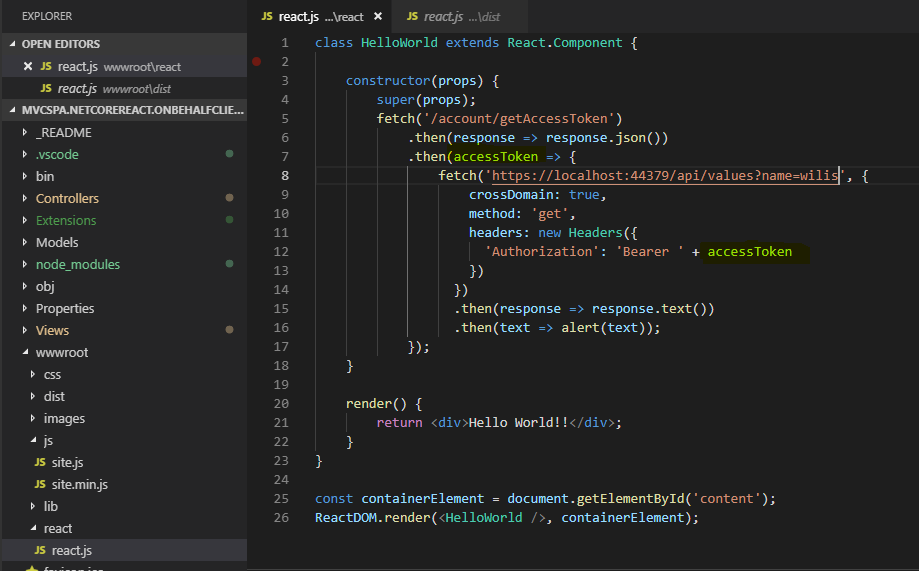 EXPLORER
OPEN EDITORS
JS react.js wwwroot\react
JS react.js wwwroot\dist
MVCSPA.NETCOREREACT.ONBEHALFCLIE...
_README
.vscode
bin
Controllers
Extensions
Models
node_modules
obj
Properties
Views
wwwroot
css
dist
images
js
JS site.js
JS site.min.js
lib
react
JS react.js
JS react.js ...\react JS react.js ...\dist
1 class HelloWorld extends React.Component {
2
3 constructor(props) {
4 super(props);
5 fetch('/account/getAccessToken')
6 .then(response => response.json())
7 .then(accessToken => {
8 fetch('https://localhost:44379/api/values?name=wilis', {
9 crossDomain: true,
10 method: 'get',
11 headers: new Headers({
12 'Authorization': 'Bearer ' + accessToken
13 })
14 })
15 .then(response => response.text())
16 .then(text => alert(text));
17 });
18 }
19
20 render() {
21 return <div>Hello World!!</div>;
22 }
23 }
24
25 const containerElement = document.getElementById('content');
26 ReactDOM.render(<HelloWorld />, containerElement);